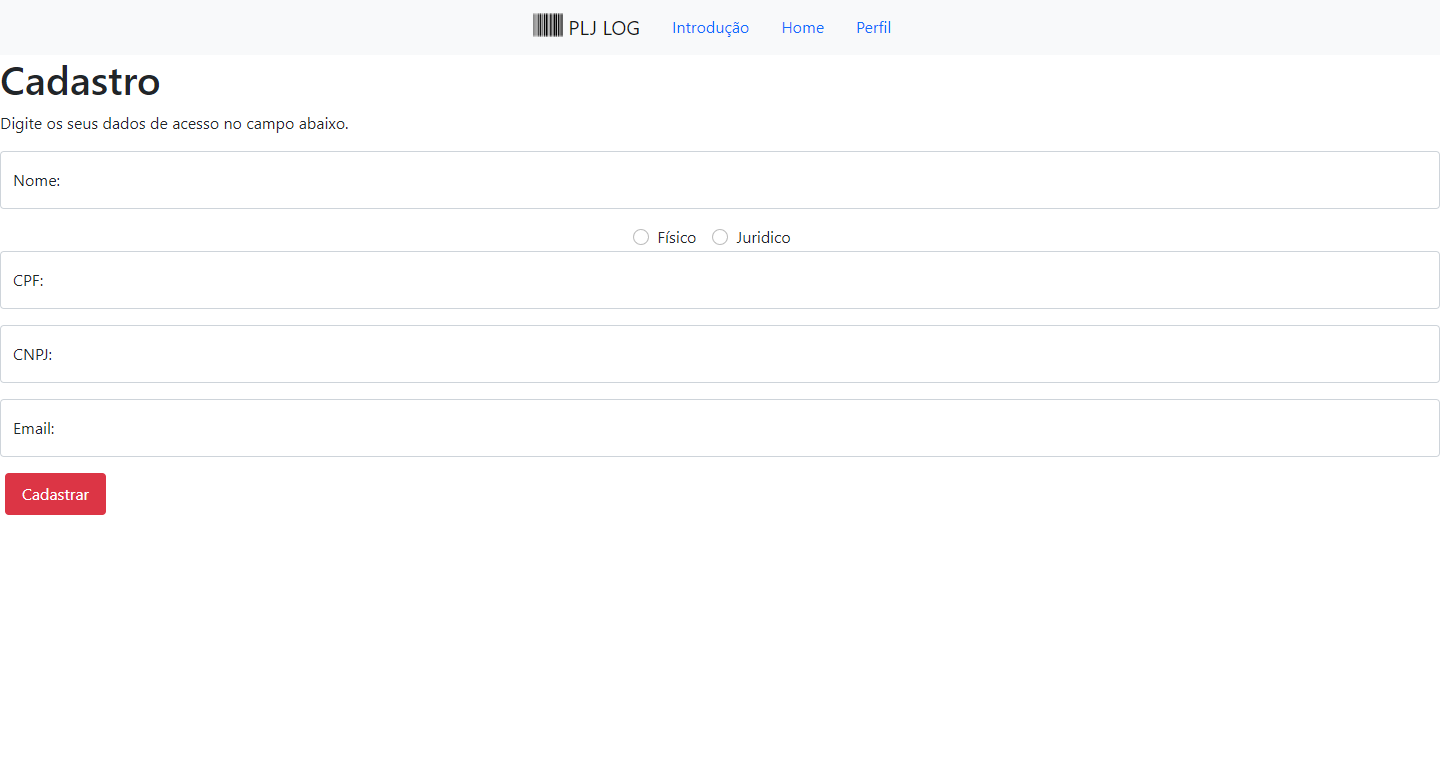 PLJ LOG Introdução Home Perfil
Cadastro
Digite os seus dados de acesso no campo abaixo.
Nome:
Físico Juridico
CPF:
CNPJ:
Email:
Cadastrar